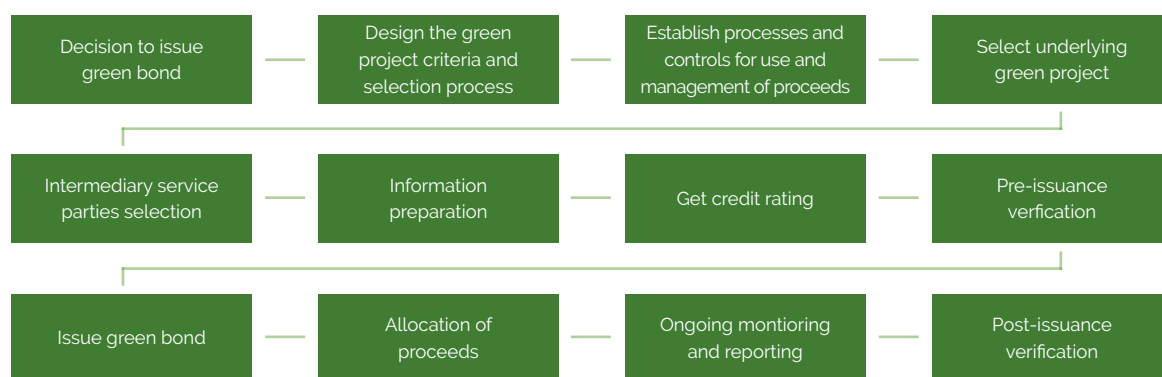 Decision to issue
green bond
Design the green
project criteria and
selection process
Establish processes and
controls for use and
management of proceeds
Select underlying
green project
Intermediary service
parties selection
Information
preparation
Get credit rating
Pre-issuance
verfication
Issue green bond
Allocation of
proceeds
Ongoing montioring
and reporting
Post-issuance
verification